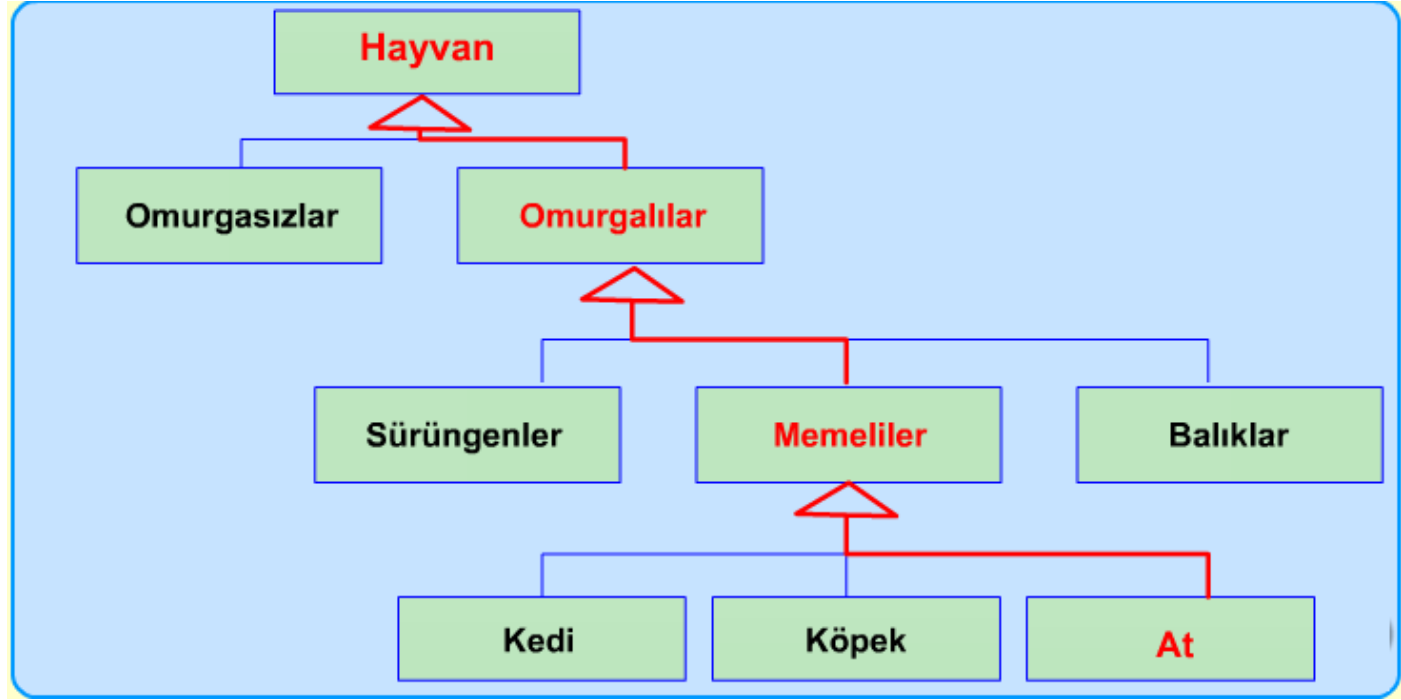 Hayvan
Omurgasızlar
Omurgalılar
Sürüngenler
Memeliler
Balıklar
Kedi
Köpek
At